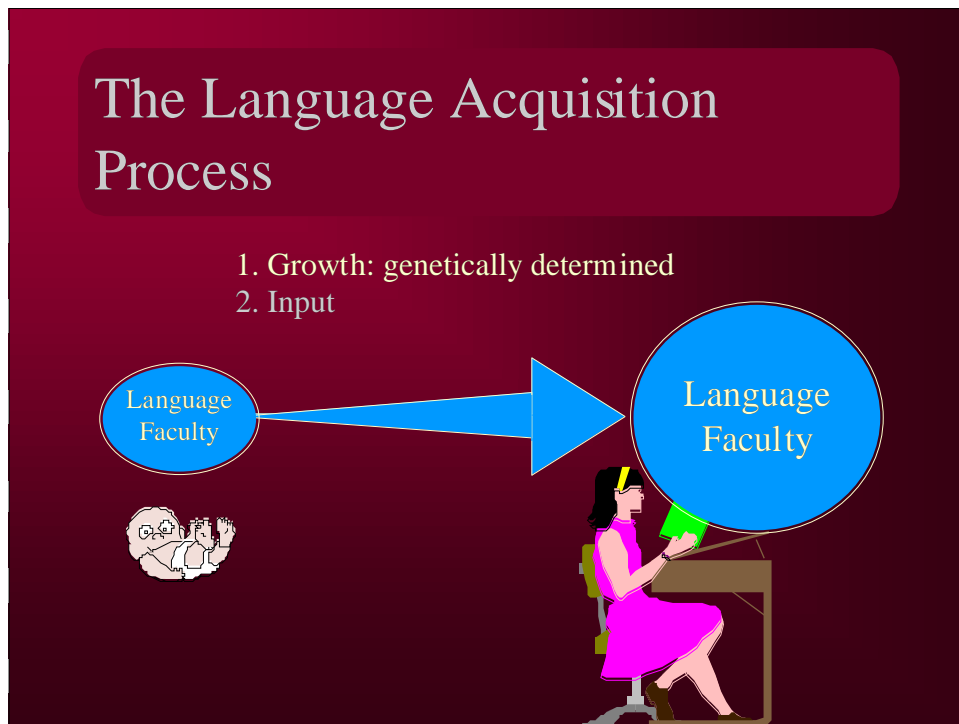 The Language Acquisition
Process
1. Growth: genetically determined
2. Input
Language
Faculty
Language
Faculty